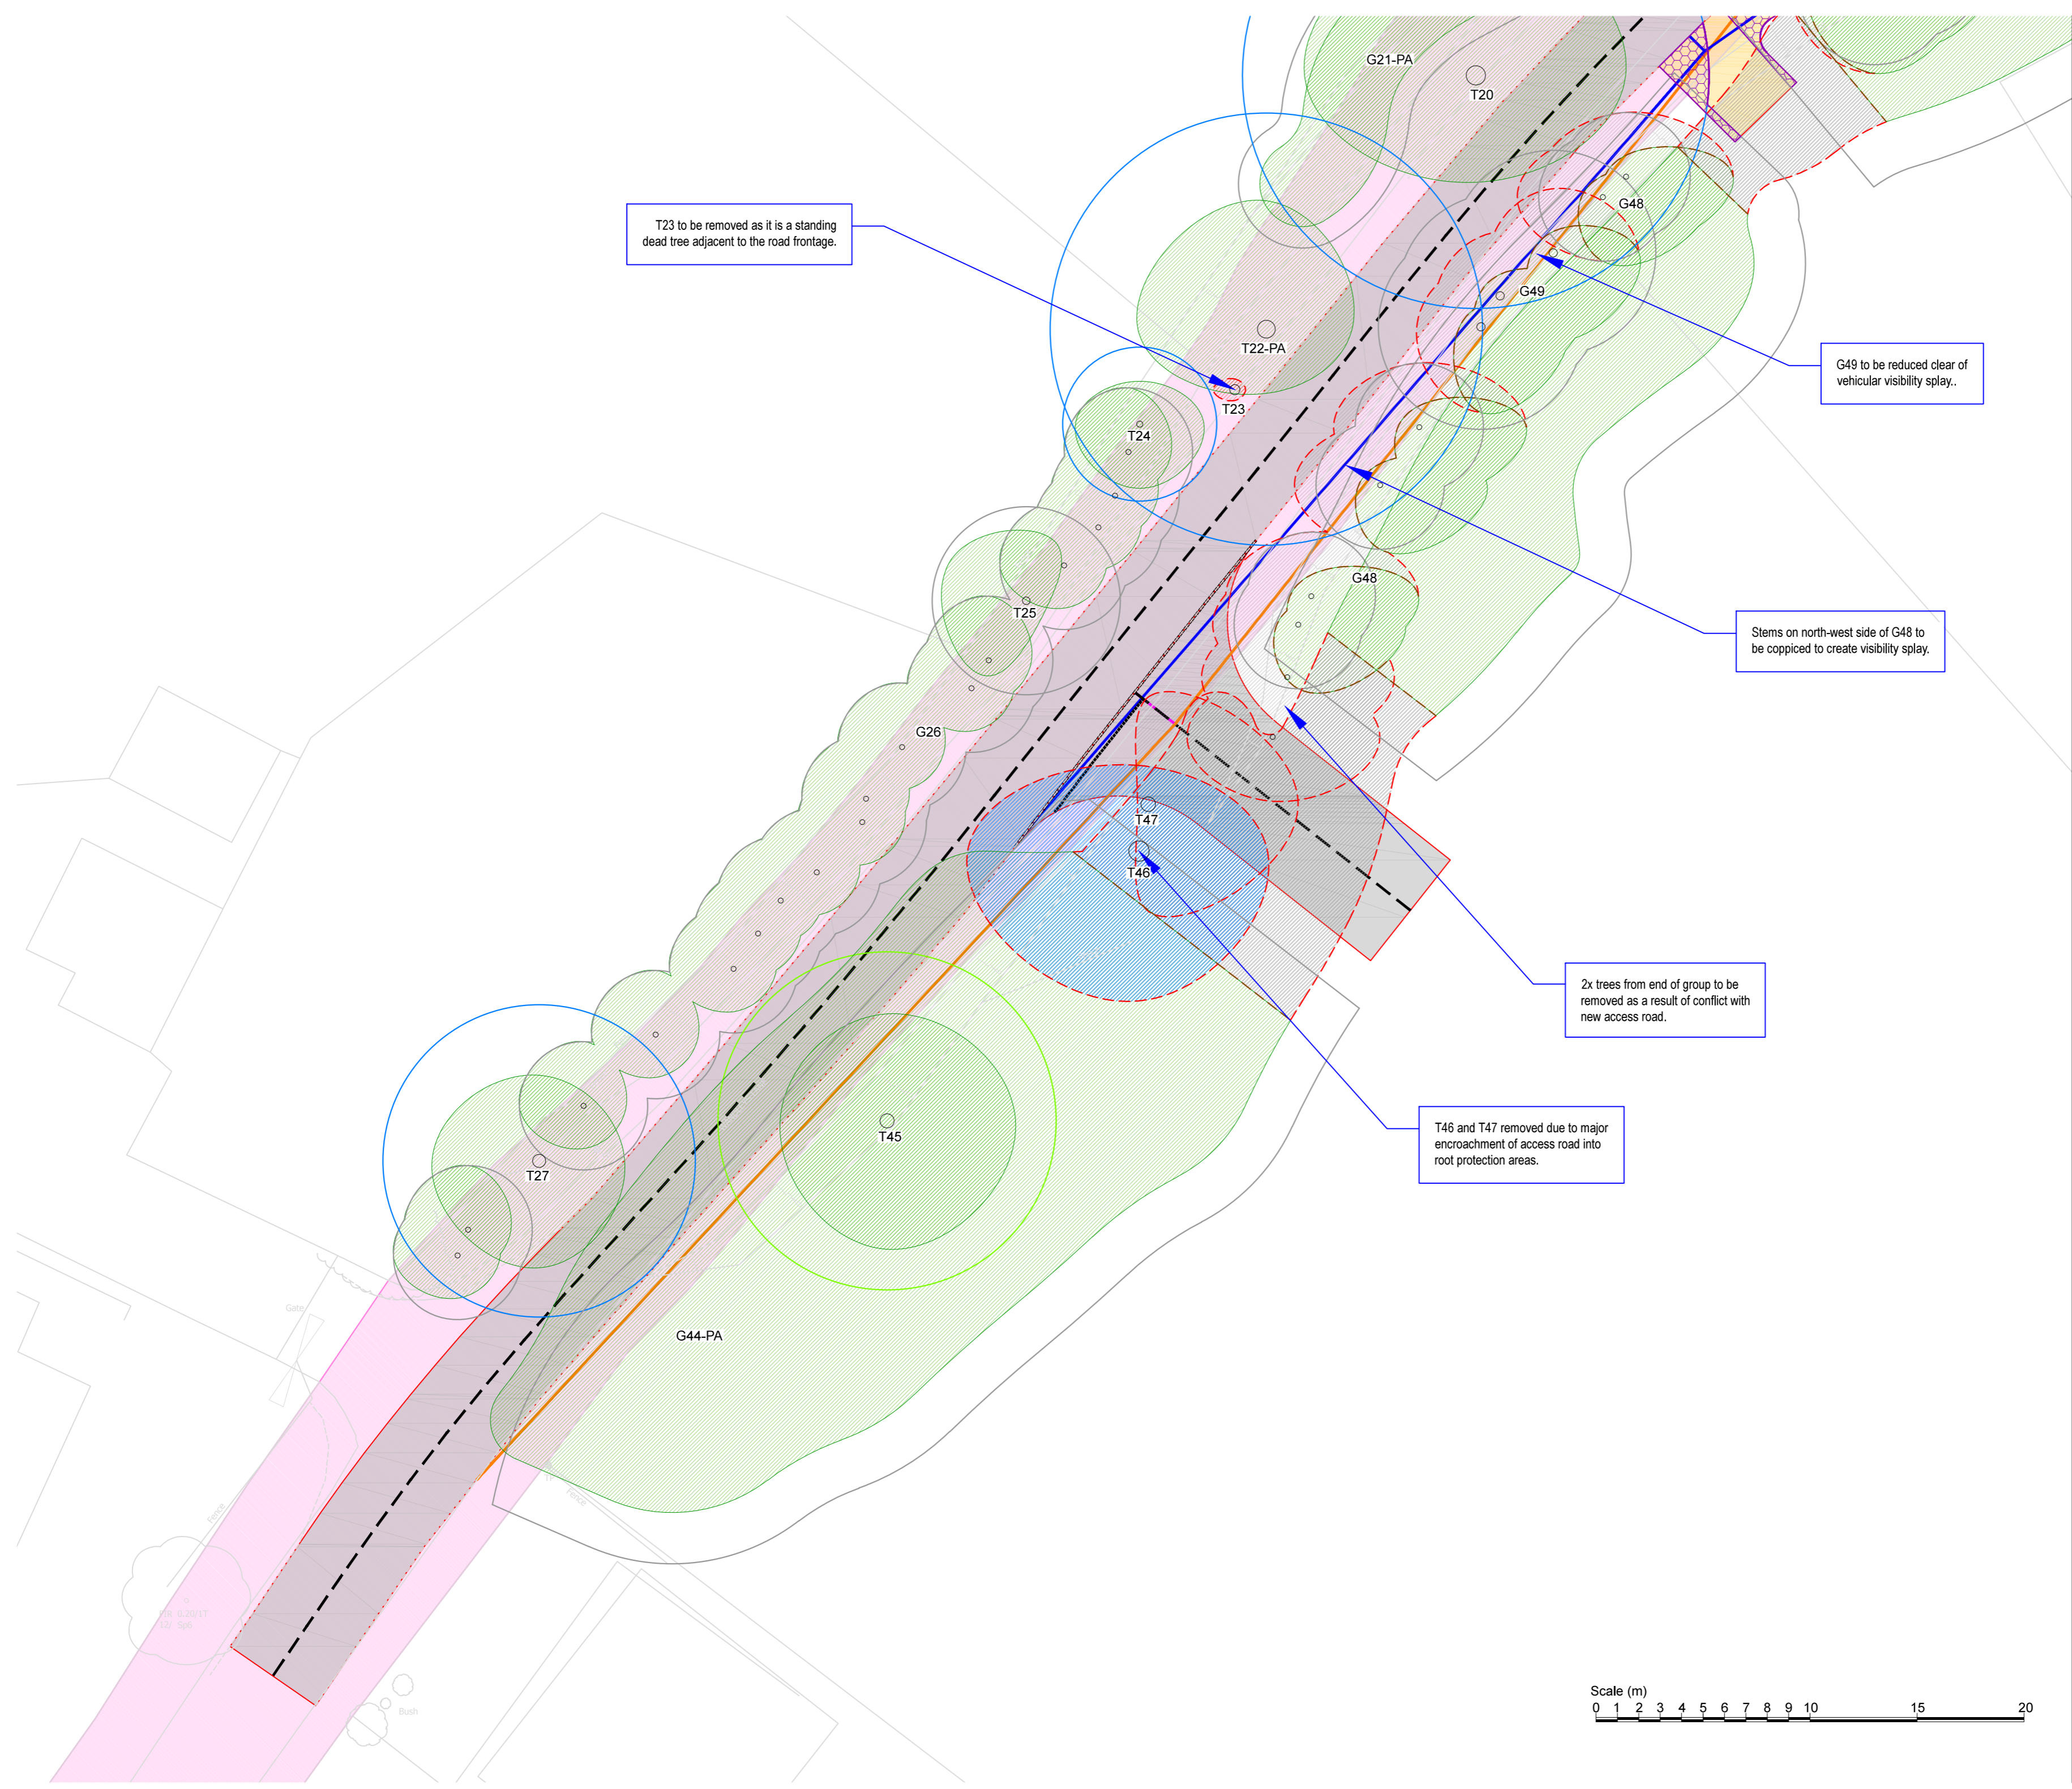 G21-PA
T20
T23 to be removed as it is a standing
dead tree adjacent to the road frontage.
G48
G49
T22-PA
G49 to be reduced clear of
vehicular visibility splay..
T23
T24
G48
T25
Stems on north-west side of G48 to
be coppiced to create visibility splay.
G26
T47
T46
2x trees from end of group to be
removed as a result of conflict with
new access road.
T45
T46 and T47 removed due to major
encroachment of access road into
root protection areas.
T27
Gate
G44-PA
Fence
Fence
Bush
Scale (m)
0 1 2 3 4 5 6 7 8 9 10 15 20